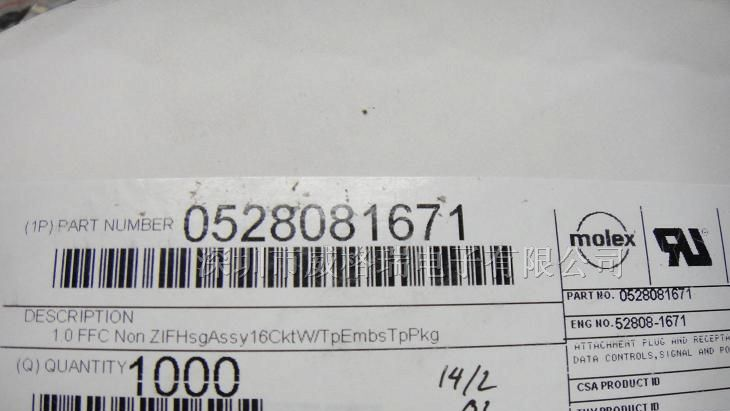 (1P) PART NUMBER 0528081671
深圳市威格瑞电子有限公司
DESCRIPTION
1.0 FFC Non ZIFHsgAssy16CktW/TpEmbsTpPkg
(Q) QUANTITY 1000
14/2
molex
PART NO. 0528081671
ENG NO. 52808-1671
ATTACHMENT PLUG AND RECEPTA
DATA CONTROLS, SIGNAL AND PO
CSA PRODUCT ID